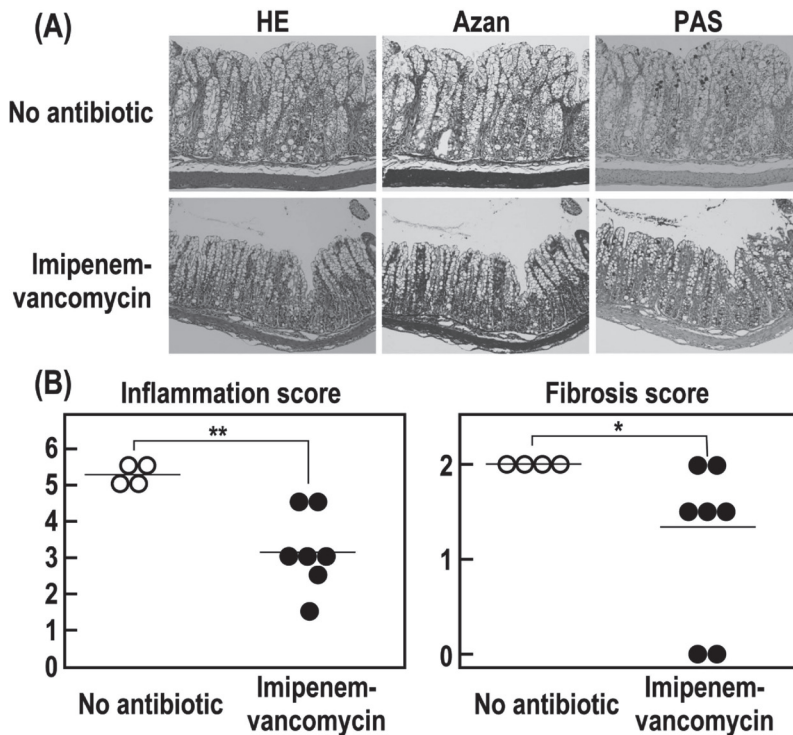 (A)
HE Azan PAS
No antibiotic
Imipenem-
vancomycin
(B)
Inflammation score
**
6
5
4
3
2
1
0
No antibiotic
Imipenem-
vancomycin
Fibrosis score
*
2
1
0
No antibiotic
Imipenem-
vancomycin